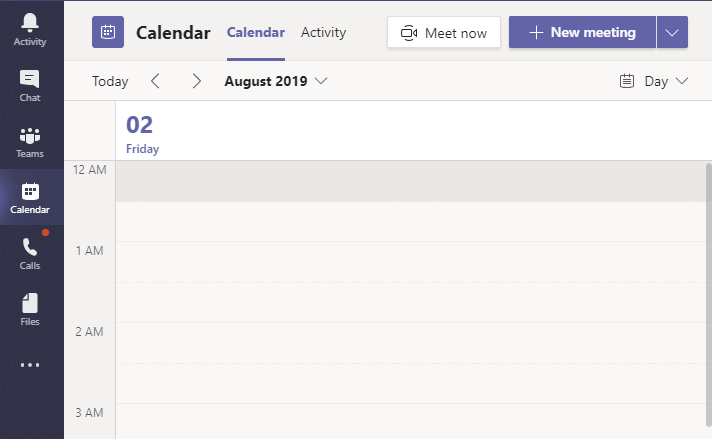 Activity
Chat
Teams
Calendar
Calls
Files
Calendar Calendar Activity Meet now New meeting
Today August 2019 Day
02
Friday
12 AM
1 AM
2 AM
3 AM